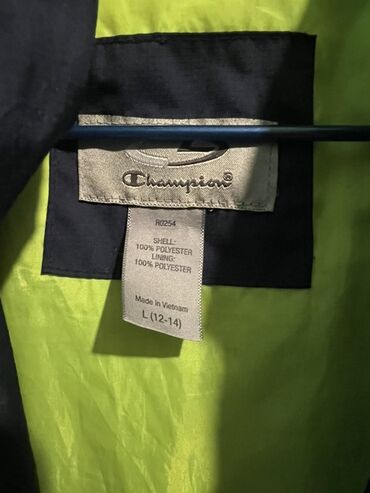 Champion®
R0254
SHELL:
100% POLYESTER
LINING:
100% POLYESTER
Made in Vietnam
L (12-14)